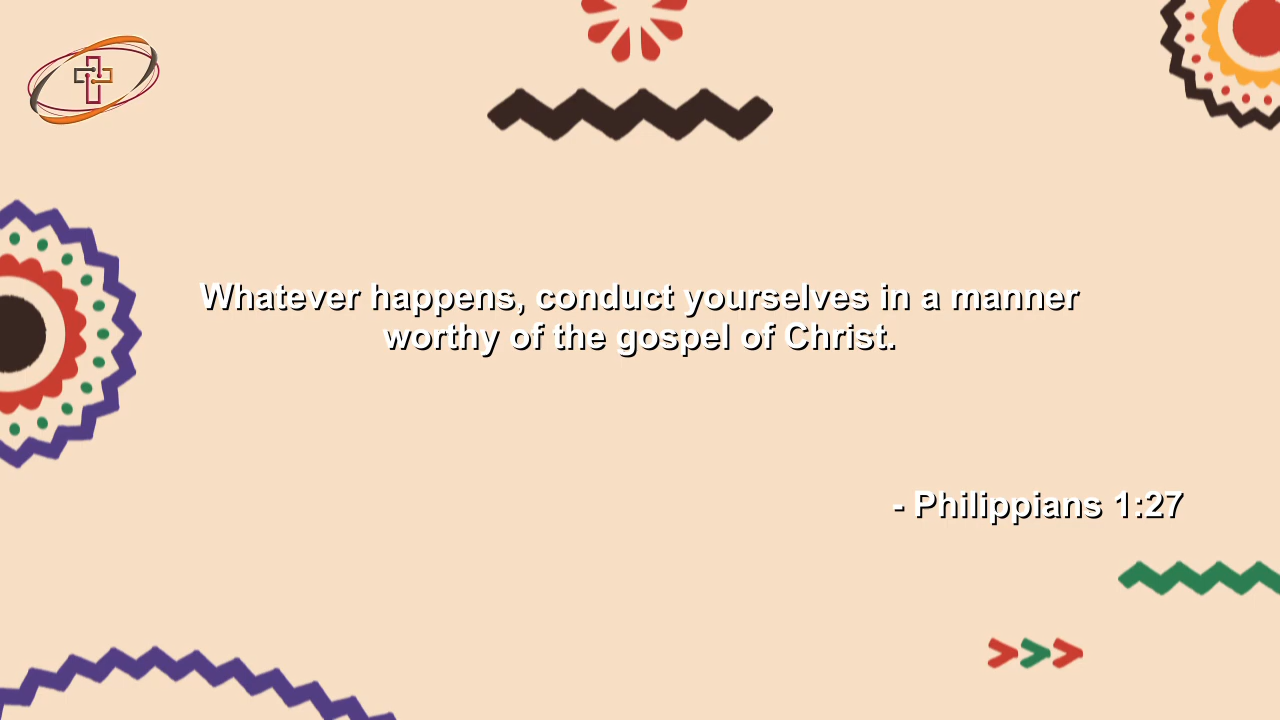 Whatever happens, conduct yourselves in a manner
worthy of the gospel of Christ.
- Philippians 1:27